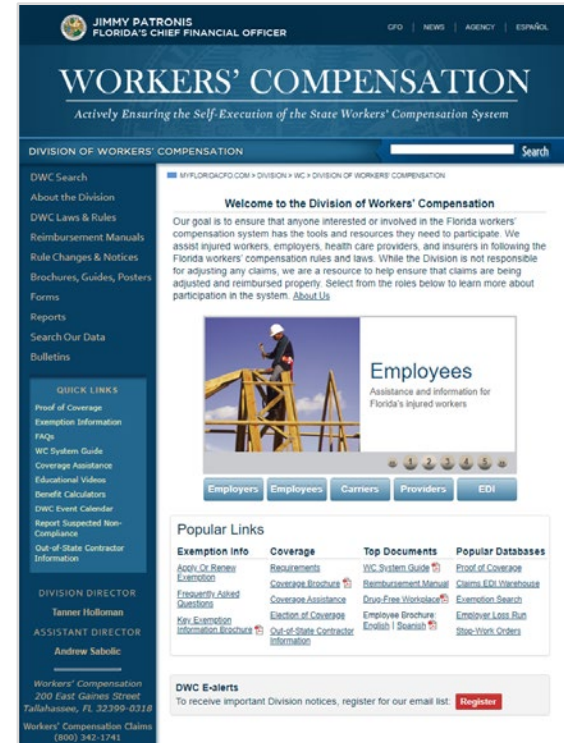 JIMMY PATRONIS
FLORIDA'S CHIEF FINANCIAL OFFICER
CFO | NEWS | AGENCY | ESPAÑOL
WORKERS' COMPENSATION
Actively Ensuring the Self-Execution of the State Workers' Compensation System
DIVISION OF WORKERS' COMPENSATION
Search
DWC Search
About the Division
DWC Laws & Rules
Reimbursement Manuals
Rule Changes & Notices
Brochures, Guides, Posters
Forms
Reports
Search Our Data
Bulletins
QUICK LINKS
Proof of Coverage
Exemption Information
FAQs
WC System Guide
Coverage Assistance
Educational Videos
Benefit Calculators
DWC Event Calendar
Report Suspected Non-
Compliance
Out-of-State Contractor
Information
DIVISION DIRECTOR
Tanner Holloman
ASSISTANT DIRECTOR
Andrew Sabolic
Workers' Compensation
200 East Gaines Street
Tallahassee, FL 32399-0318
Workers' Compensation Claims
(800) 342-1741
MYFLORIDACFO.COM > DIVISION > WC > DIVISION OF WORKERS' COMPENSATION
Welcome to the Division of Workers' Compensation
Our goal is to ensure that anyone interested or involved in the Florida workers'
compensation system has the tools and resources they need to participate. We
assist injured workers, employers, health care providers, and insurers in following the
Florida workers' compensation rules and laws. While the Division is not responsible
for adjusting any claims, we are a resource to help ensure that claims are being
adjusted and reimbursed properly. Select from the roles below to learn more about
participation in the system. About Us
Employees
Assistance and information for
Florida's injured workers
« 1 2 3 4 5 »
Employers Employees Carriers Providers EDI
Popular Links
Exemption Info
Apply Or Renew
Exemption
Frequently Asked
Questions
Key Exemption
Information Brochure
Coverage
Requirements
Coverage Brochure
Coverage Assistance
Election of Coverage
Out-of-State Contractor
Information
Top Documents
WC System Guide
Reimbursement Manual
Drug-Free Workplace
Employee Brochure:
English | Spanish
Popular Databases
Proof of Coverage
Claims EDI Warehouse
Exemption Search
Employer Loss Run
Stop-Work Orders
DWC E-alerts
To receive important Division notices, register for our email list: Register